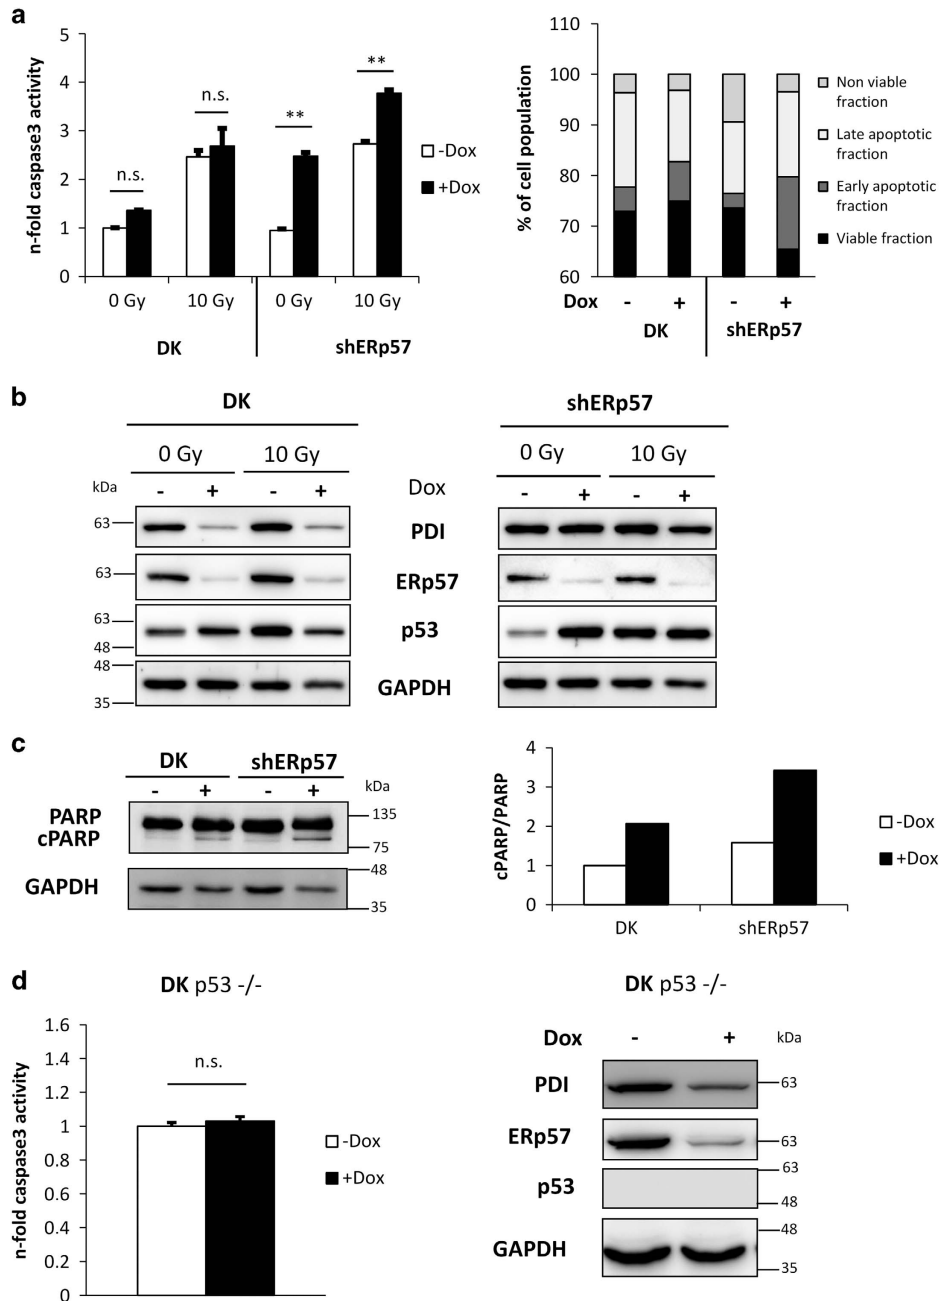 a
n-fold caspase3 activity
5
4
3
2
1
0
n.s.
n.s.
**
**
-Dox
+Dox
0 Gy
10 Gy
0 Gy
10 Gy
DK
shERp57
% of cell population
110
100
90
80
70
60
Non viable
fraction
Late apoptotic
fraction
Early apoptotic
fraction
Viable fraction
Dox
-
+
-
+
DK
shERp57
b
DK
shERp57
0 Gy
10 Gy
0 Gy
10 Gy
kDa
-
+
-
+
Dox
-
+
-
+
63
PDI
63
ERp57
63
48
p53
48
35
GAPDH
c
DK
shERp57
-
+
-
+
kDa
PARP
cPARP
135
75
GAPDH
48
35
cPARP/PARP
4
3
2
1
0
DK
shERp57
-Dox
+Dox
d
DK p53 -/-
n-fold caspase3 activity
1.6
1.4
1.2
1
0.8
0.6
0.4
0.2
0
n.s.
-Dox
+Dox
DK p53 -/-
Dox
-
+
kDa
PDI
63
ERp57
63
p53
63
48
GAPDH
48
35